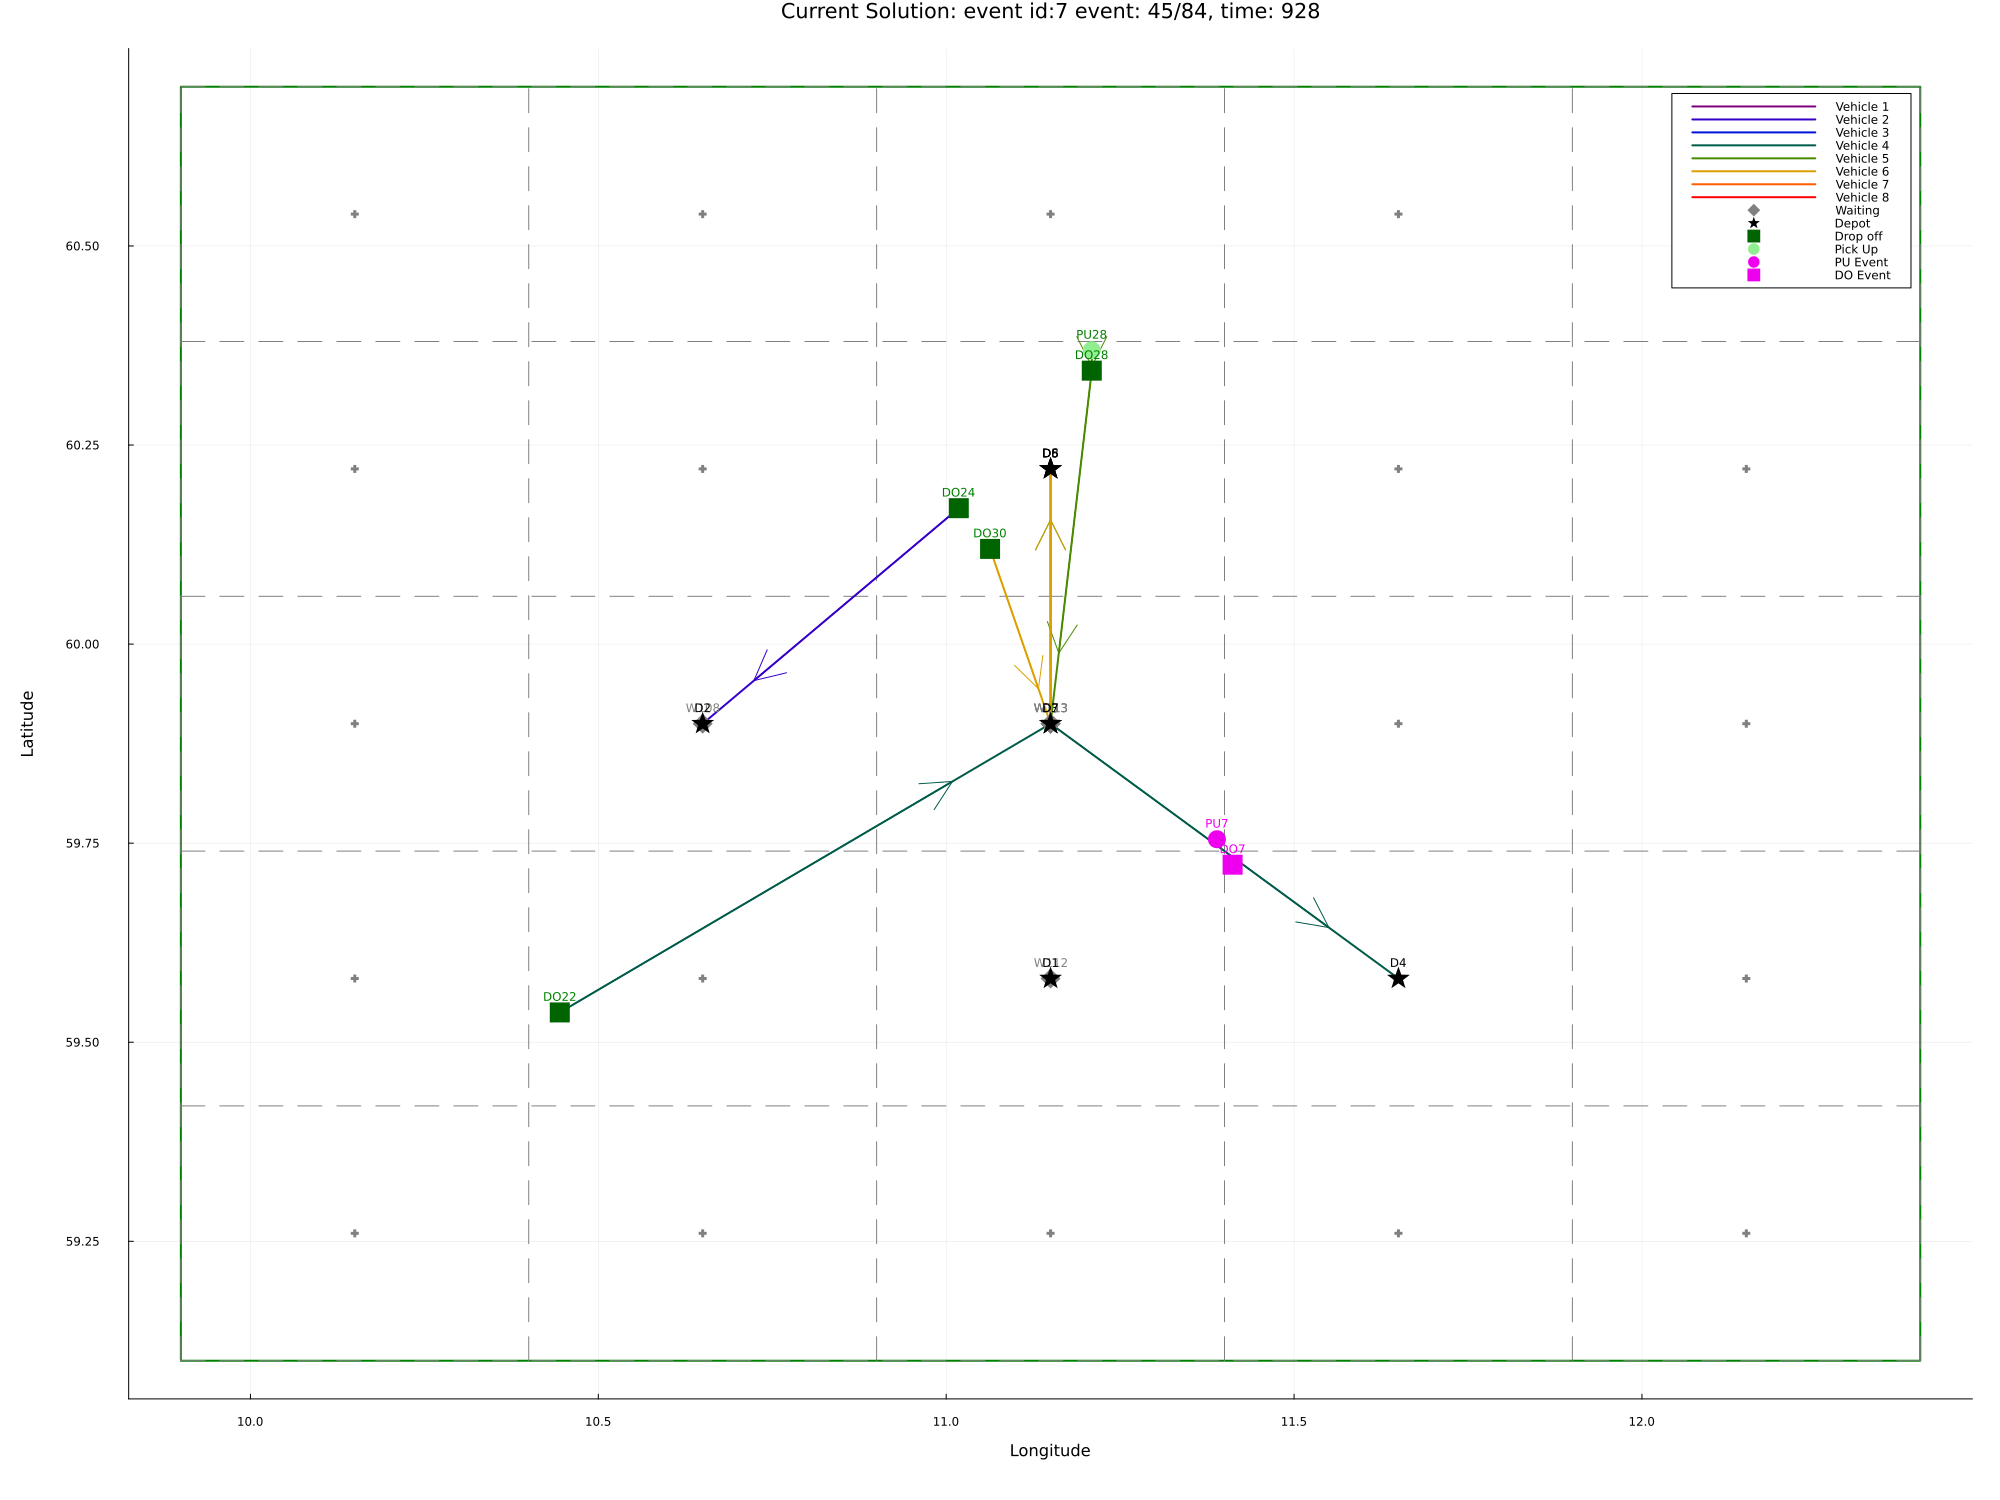 Current Solution: event id:7 event: 45/84, time: 928
Vehicle 1
Vehicle 2
Vehicle 3
Vehicle 4
Vehicle 5
Vehicle 6
Vehicle 7
Vehicle 8
Waiting
Depot
Drop off
Pick Up
PU Event
DO Event
60.50
60.25
60.00
59.75
59.50
59.25
PU28
DO28
DO24
DO30
D2
PU7
DO7
D1
D4
DO22
Latitude
10.0
10.5
11.0
11.5
12.0
Longitude